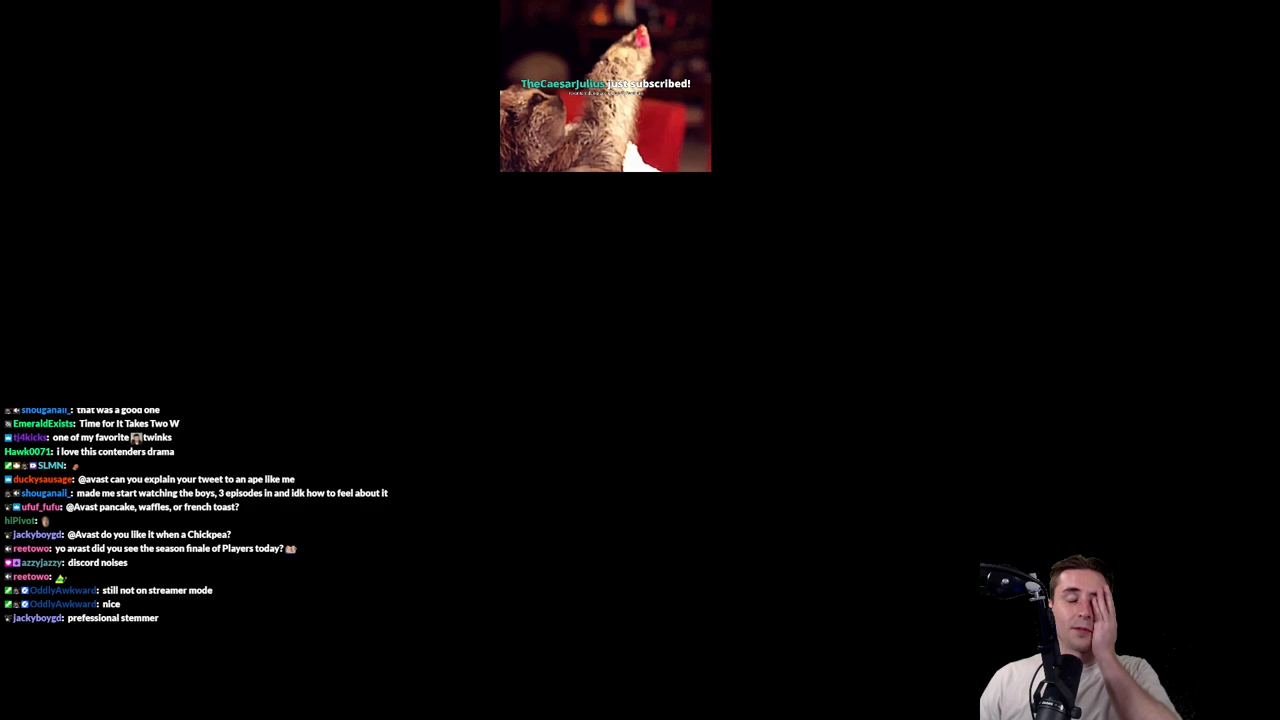 TheCaesarJulius just subscribed!
shouganaii_: that was a good one
EmeraldExists: Time for It Takes Two W
tj4kicks: one of my favorite twinks
Hawk0071: i love this contenders drama
SLMN:
duckysausage: @avast can you explain your tweet to an ape like me
shouganaii_: made me start watching the boys, 3 episodes in and idk how to feel about it
ufuf_fufu: @Avast pancake, waffles, or french toast?
hiPivot:
jackyboygd: @Avast do you like it when a Chickpea?
reetowo: yo avast did you see the season finale of Players today?
azzyjazzy: discord noises
reetowo:
OddlyAwkward: still not on streamer mode
OddlyAwkward: nice
jackyboygd: prefessional stemmer